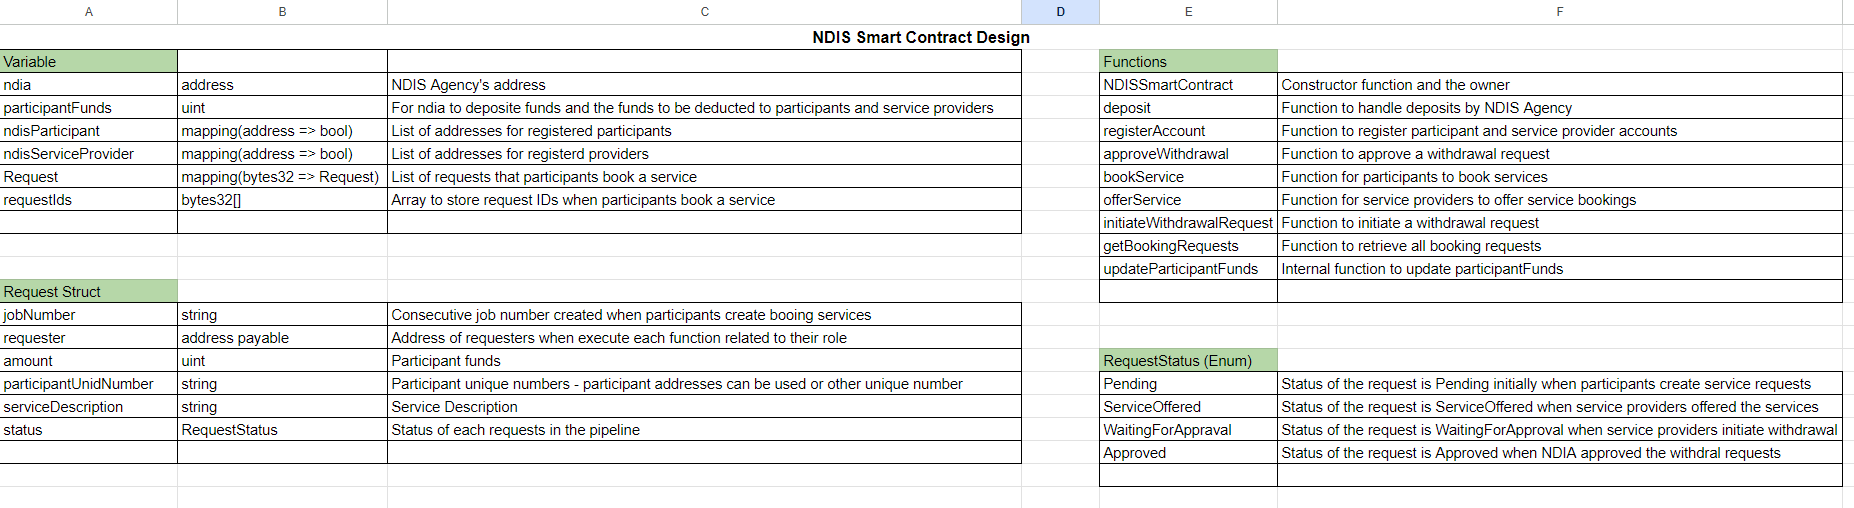 A B C D E F
NDIS Smart Contract Design
Variable
ndia address NDIS Agency's address
participantFunds uint For ndia to deposite funds and the funds to be deducted to participants and service providers
ndisParticipant mapping(address => bool) List of addresses for registered participants
ndisServiceProvider mapping(address => bool) List of addresses for registerd providers
Request mapping(bytes32 => Request) List of requests that participants book a service
requestIds bytes32[] Array to store request IDs when participants book a service
Request Struct
jobNumber string Consecutive job number created when participants create booing services
requester address payable Address of requesters when execute each function related to their role
amount uint Participant funds
participantUnidNumber string Participant unique numbers - participant addresses can be used or other unique number
serviceDescription string Service Description
status RequestStatus Status of each requests in the pipeline
Functions
NDISSmartContract Constructor function and the owner
deposit Function to handle deposits by NDIS Agency
registerAccount Function to register participant and service provider accounts
approveWithdrawal Function to approve a withdrawal request
bookService Function for participants to book services
offerService Function for service providers to offer service bookings
initiateWithdrawalRequest Function to initiate a withdrawal request
getBookingRequests Function to retrieve all booking requests
updateParticipantFunds Internal function to update participantFunds
RequestStatus (Enum)
Pending Status of the request is Pending initially when participants create service requests
ServiceOffered Status of the request is ServiceOffered when service providers offered the services
WaitingForAppraval Status of the request is WaitingForApproval when service providers initiate withdrawal
Approved Status of the request is Approved when NDIA approved the withdral requests